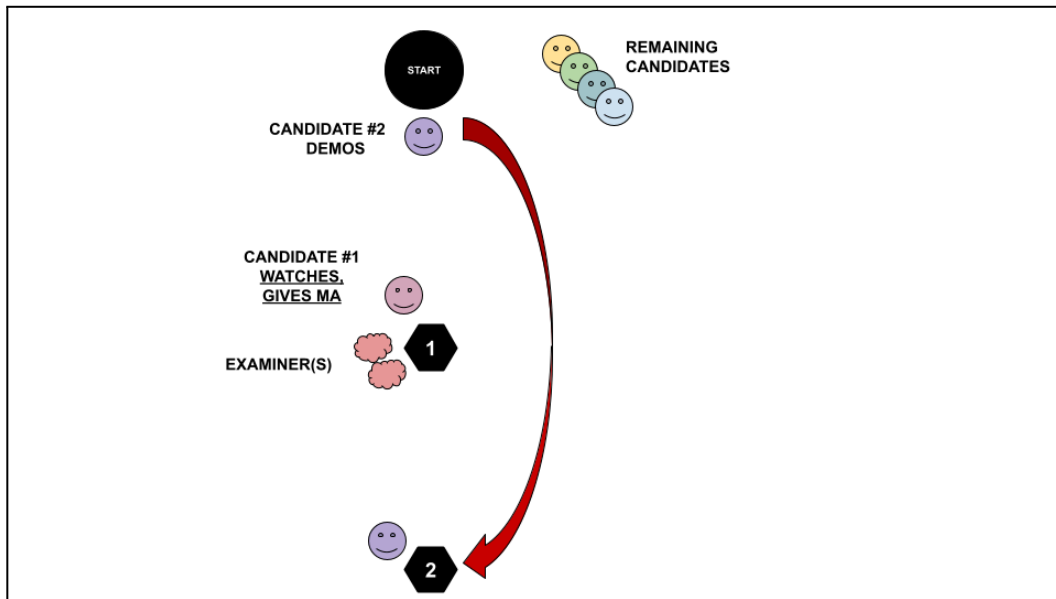 START
REMAINING
CANDIDATES
CANDIDATE #2
DEMOS
CANDIDATE #1
WATCHES,
GIVES MA
1
EXAMINER(S)
2